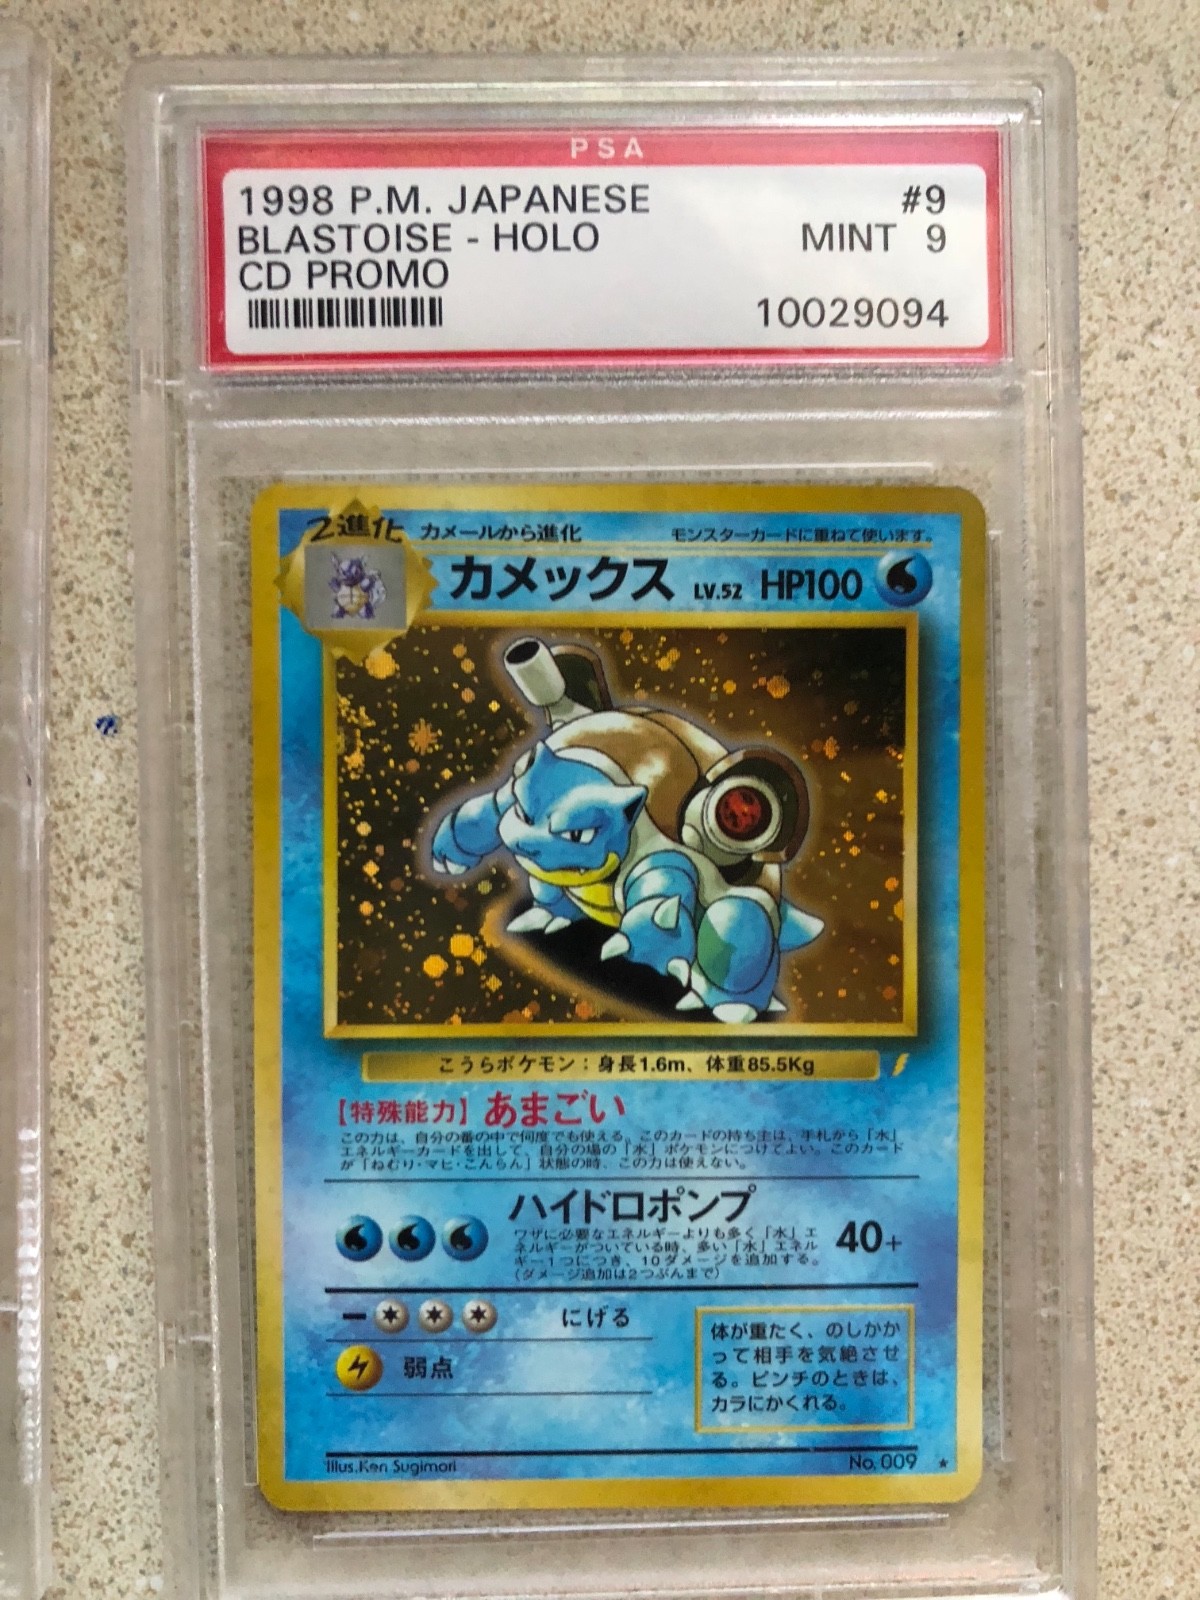 PSA
1998 P.M. JAPANESE #9
BLASTOISE - HOLO MINT 9
CD PROMO
10029094
2進化 カメールから進化 モンスターカードに重ねて使います。
カメックス LV.52 HP100
こうらポケモン：身長1.6m、体重85.5Kg
【特殊能力】あまごい
この力は、自分の番の中で何度でも使える。このカードの持ち主は、手札から「水」
エネルギーカードを出して、自分の場の「水」ポケモンにつけてよい。このカード
が「ねむり・マヒ・こんらん」状態の時、この力は使えない。
ハイドロポンプ
ワザに必要なエネルギーよりも多く「水」エ
ネルギーがついている時、多い「水」エネル
ギー1つにつき、10ダメージを追加する。
（ダメージ追加は2つぶんまで）
40+
にげる
弱点
体が重たく、のしかか
って相手を気絶させ
る。ピンチのときは、
カラにかくれる。
Illus.Ken Sugimori No.009 ★